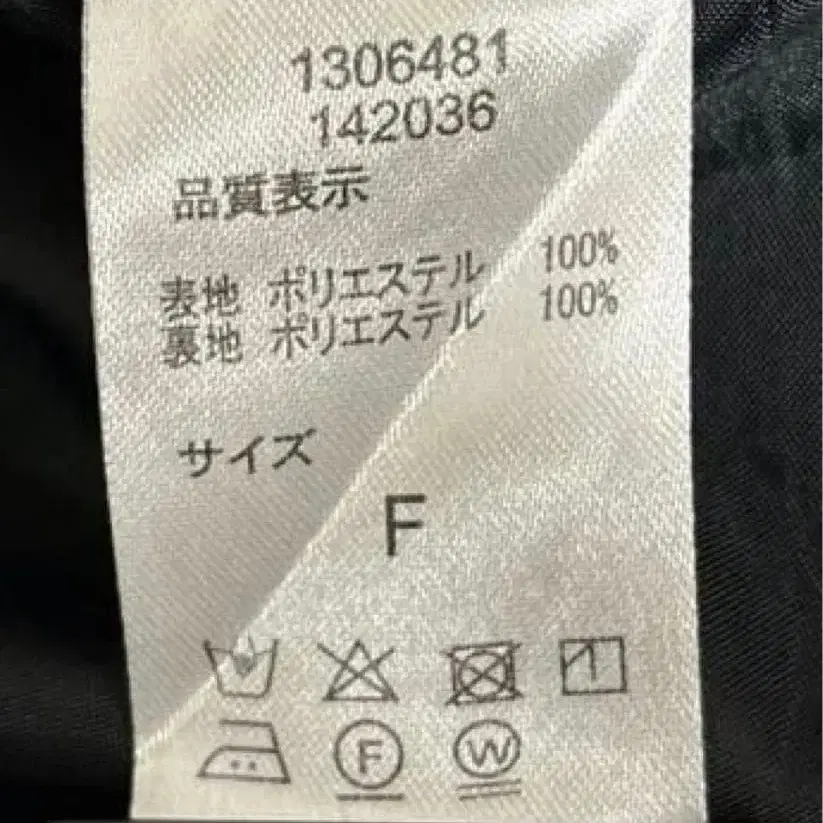 1306481
142036
品質表示
表地 ポリエステル 100%
裏地 ポリエステル 100%
サイズ
F
F W